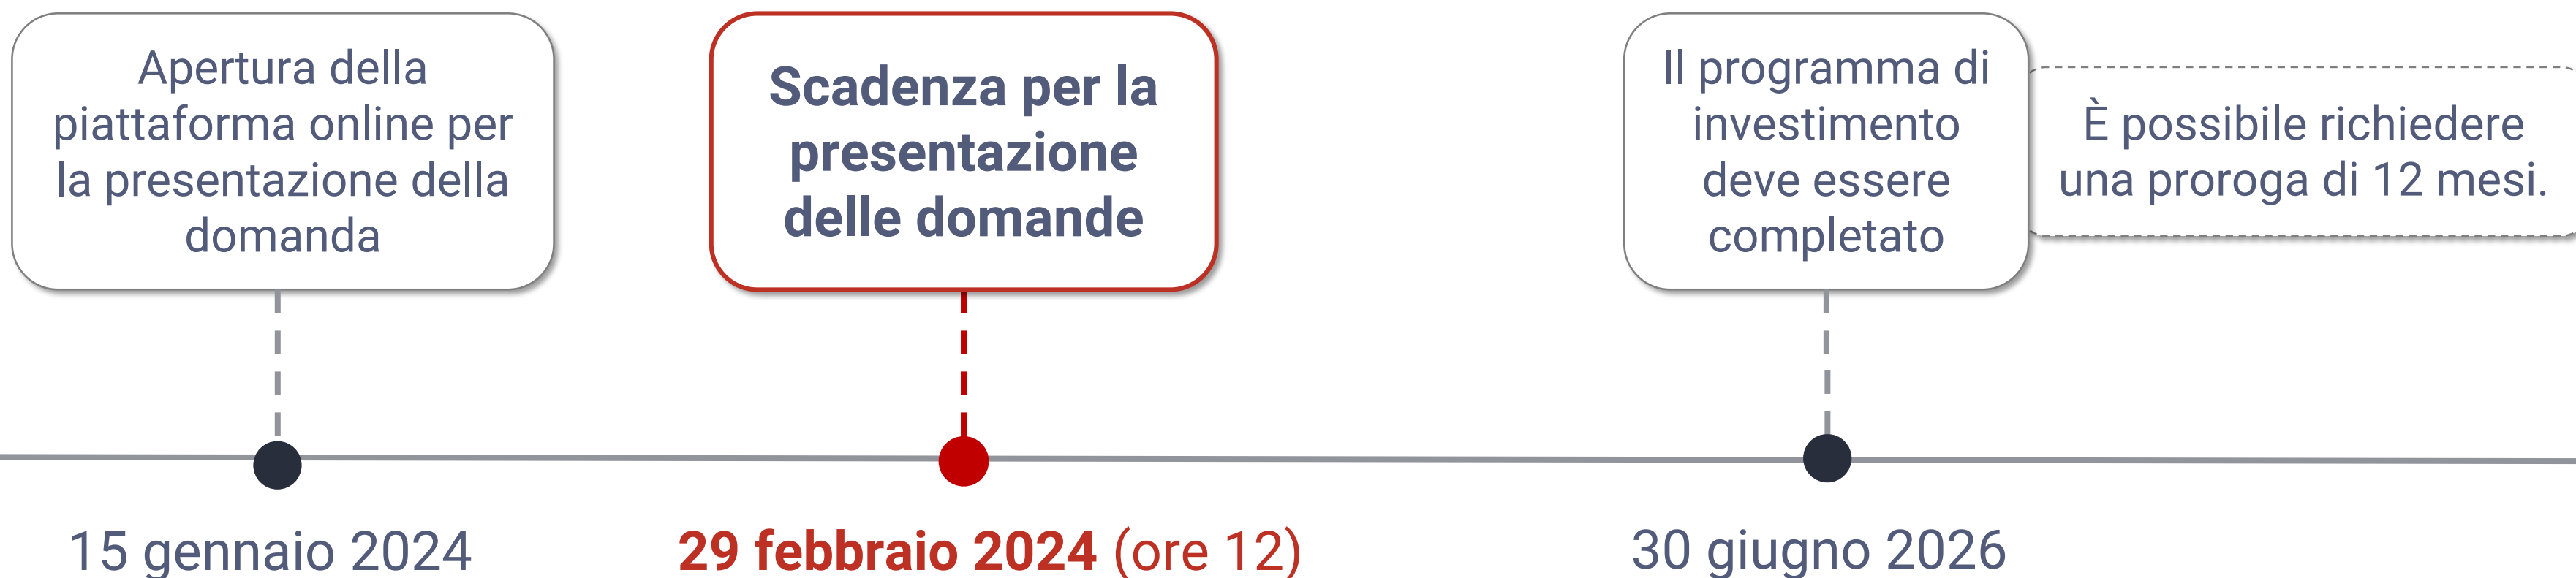 Apertura della
piattaforma online per
la presentazione della
domanda
Scadenza per la
presentazione
delle domande
Il programma di
investimento
deve essere
completato
È possibile richiedere
una proroga di 12 mesi.
15 gennaio 2024
29 febbraio 2024 (ore 12)
30 giugno 2026